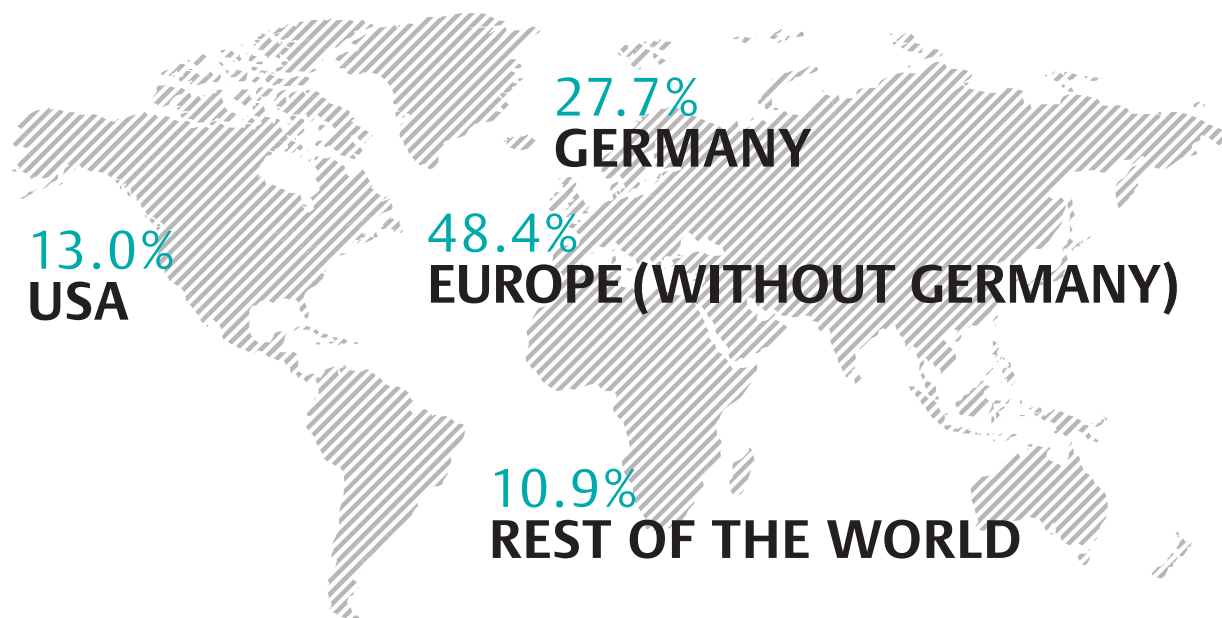 27.7%
GERMANY
13.0%
USA
48.4%
EUROPE (WITHOUT GERMANY)
10.9%
REST OF THE WORLD